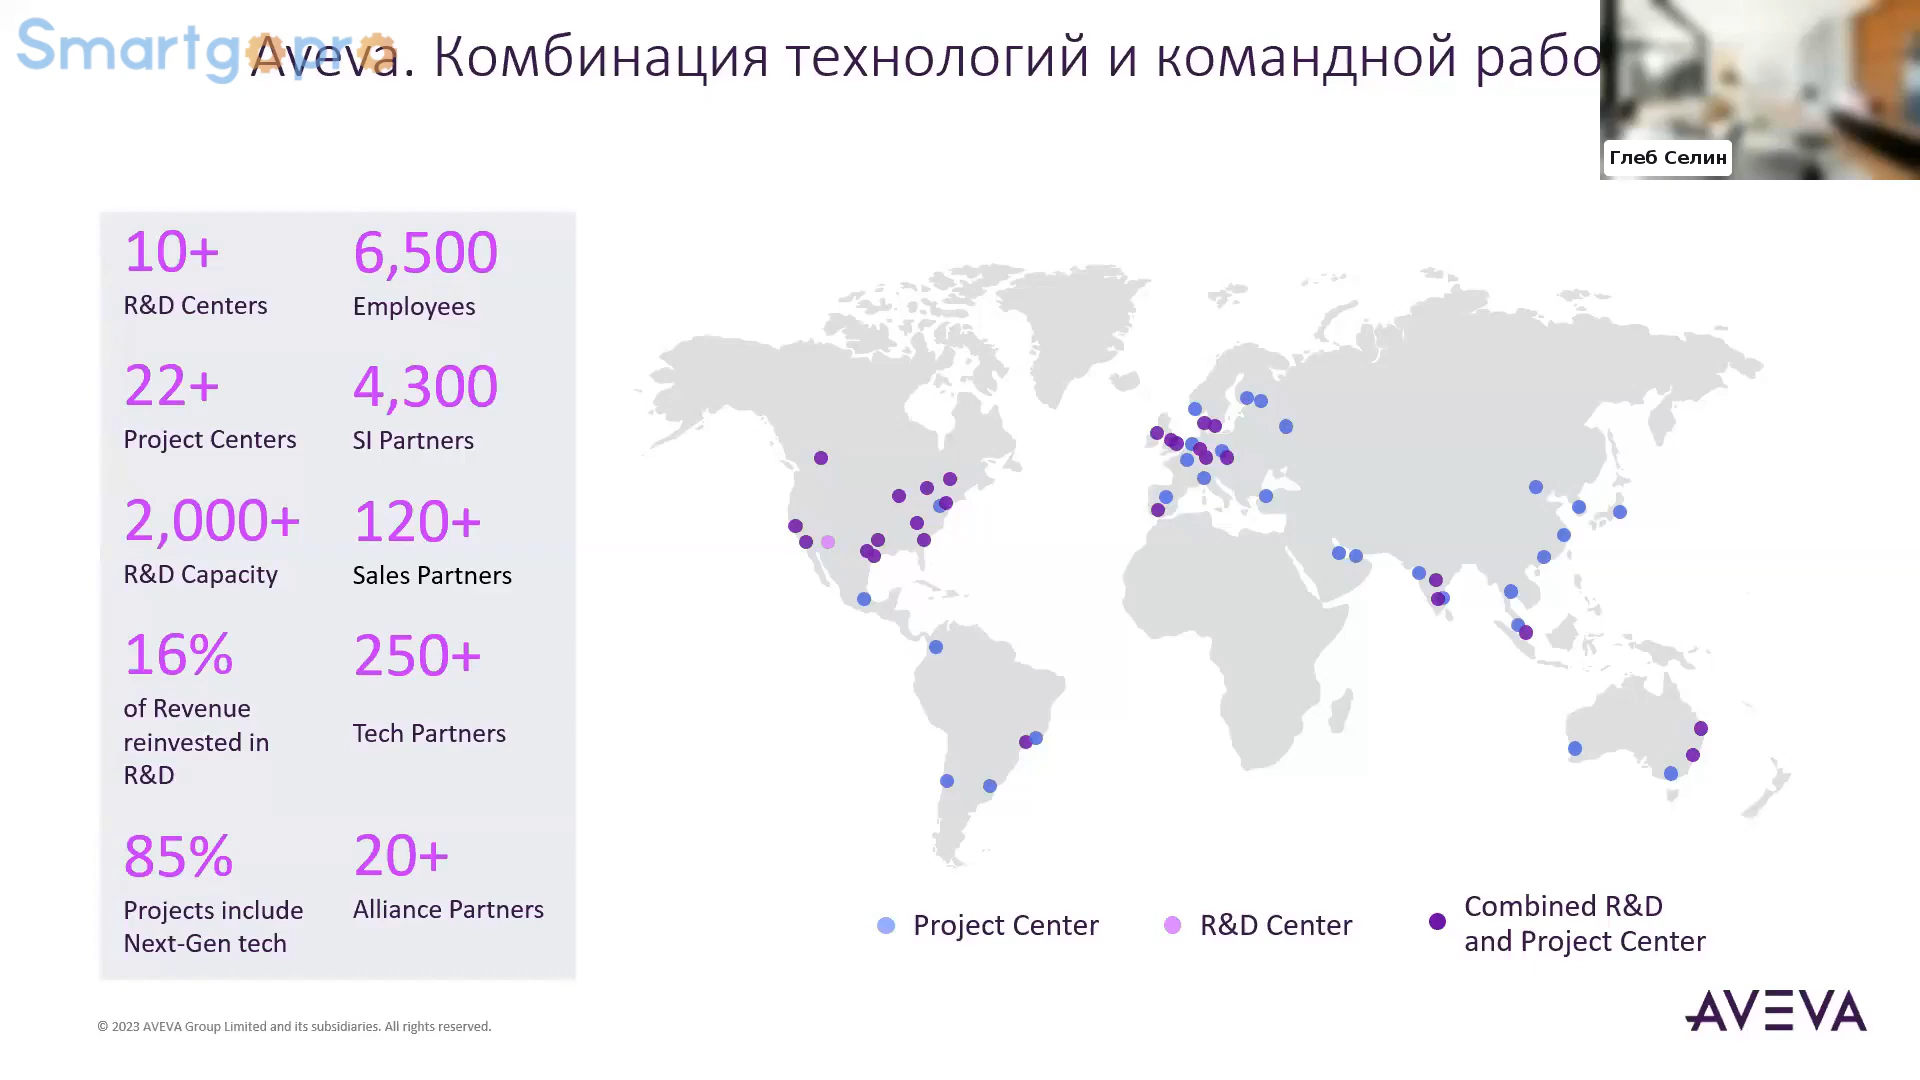 Smartgopro
Aveva. Комбинация технологий и командной рабо
Глеб Селин
10+
R&D Centers
6,500
Employees
22+
Project Centers
4,300
SI Partners
2,000+
R&D Capacity
120+
Sales Partners
16%
of Revenue
reinvested in
R&D
250+
Tech Partners
85%
Projects include
Next-Gen tech
20+
Alliance Partners
Project Center
R&D Center
Combined R&D
and Project Center
© 2023 AVEVA Group Limited and its subsidiaries. All rights reserved.
AVEVA